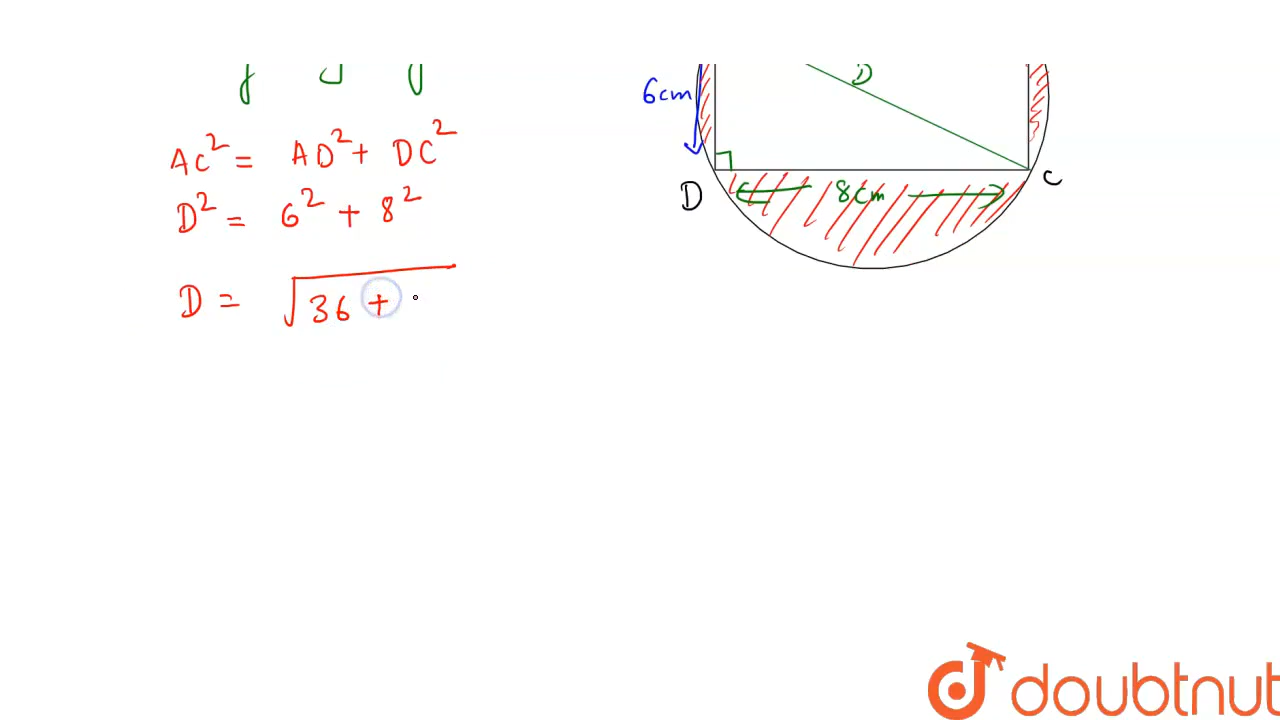 AC² = AD² + DC²
D² = 6² + 8²
D = √36 +
D
6cm
D
8cm
C
doubtnut